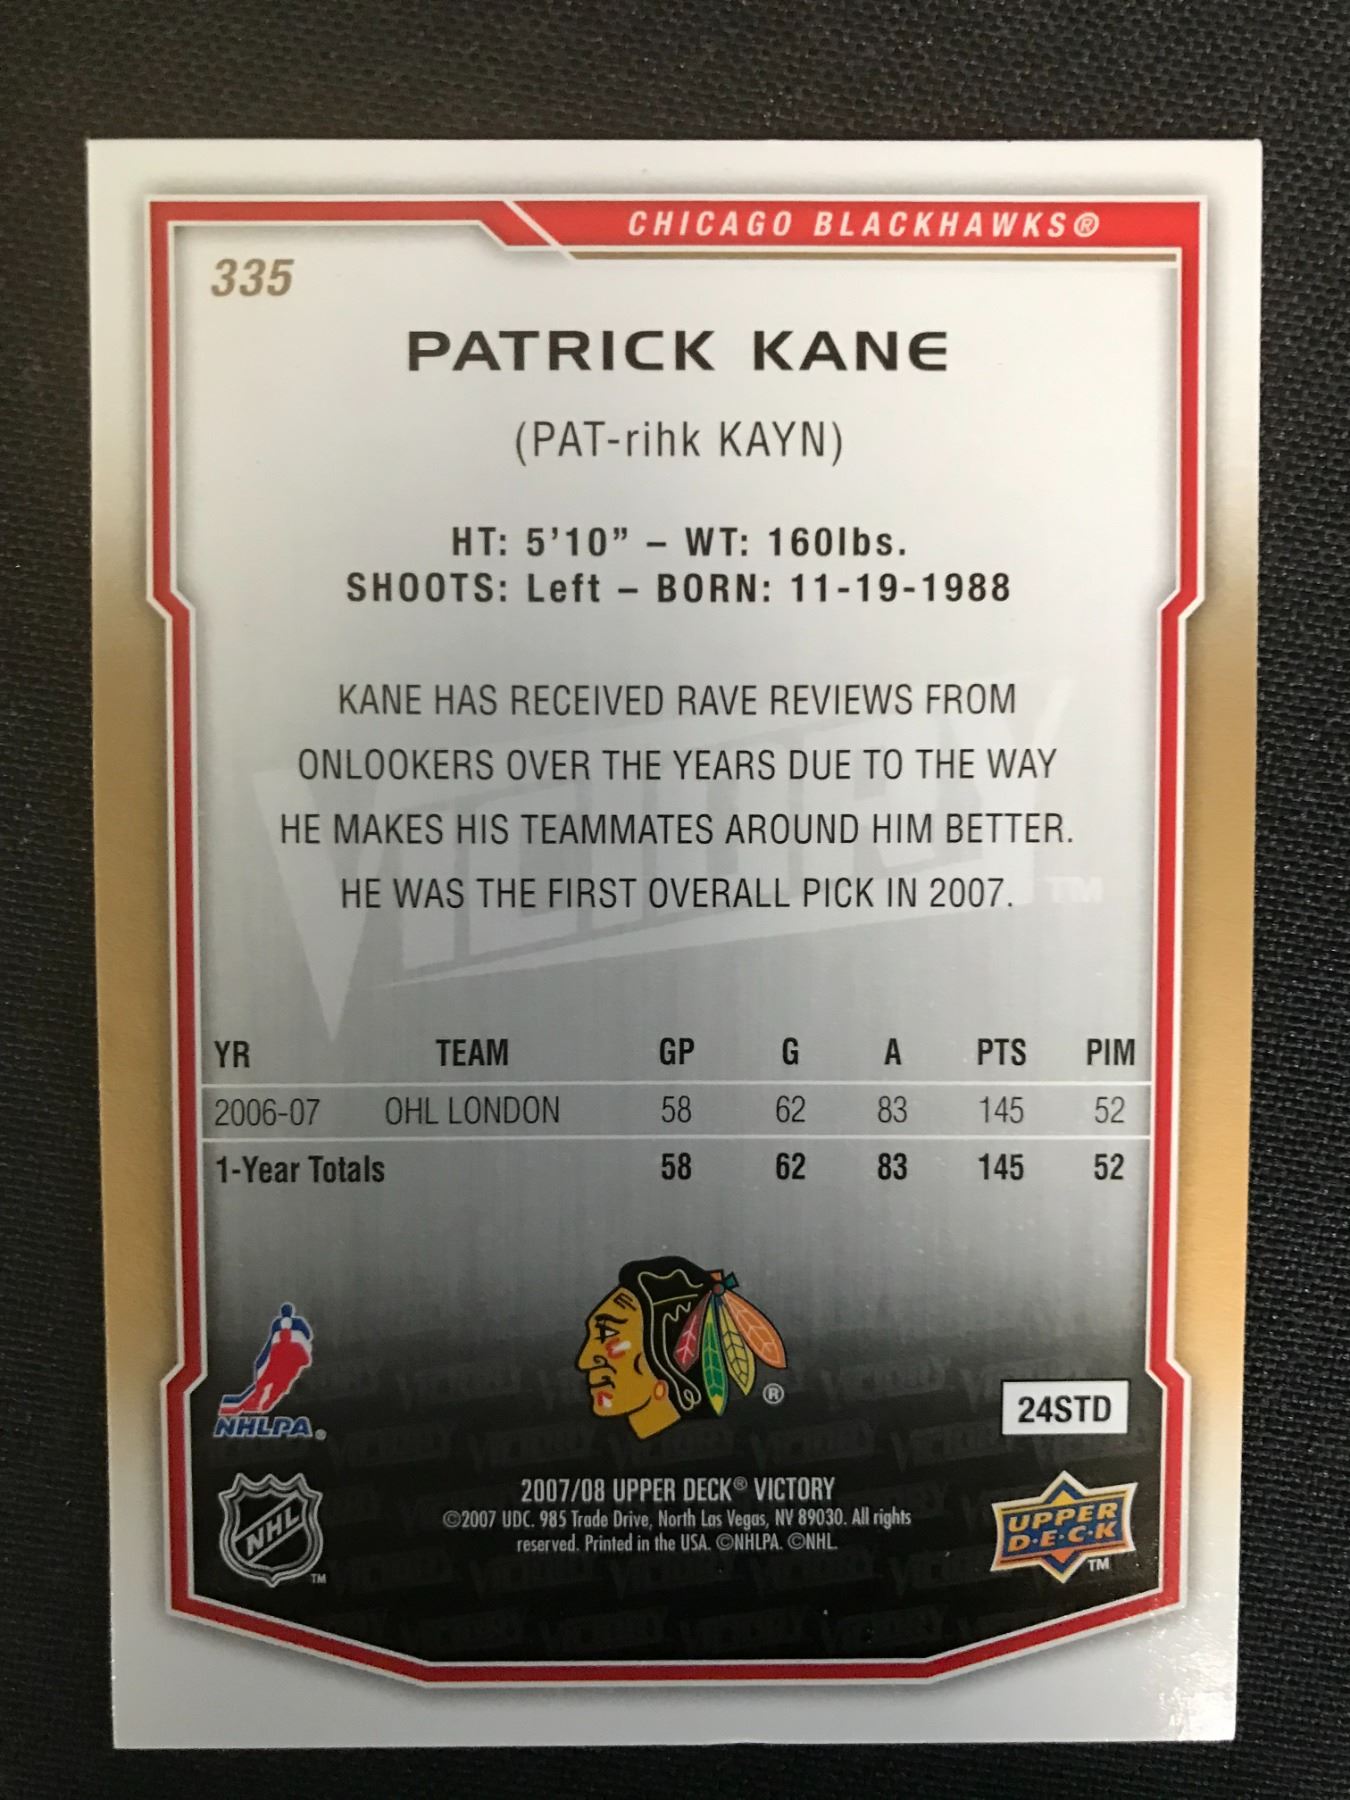 CHICAGO BLACKHAWKS®
335
PATRICK KANE
(PAT-rihk KAYN)
HT: 5'10" – WT: 160lbs.
SHOOTS: Left – BORN: 11-19-1988
KANE HAS RECEIVED RAVE REVIEWS FROM
ONLOOKERS OVER THE YEARS DUE TO THE WAY
HE MAKES HIS TEAMMATES AROUND HIM BETTER.
HE WAS THE FIRST OVERALL PICK IN 2007.
VICTORY™
YR TEAM GP G A PTS PIM
2006-07 OHL LONDON 58 62 83 145 52
1-Year Totals 58 62 83 145 52
®
NHLPA®
24STD
NHL™
2007/08 UPPER DECK® VICTORY
©2007 UDC. 985 Trade Drive, North Las Vegas, NV 89030. All rights
reserved. Printed in the USA. ©NHLPA. ©NHL.
UPPER
D·E·C·K
™